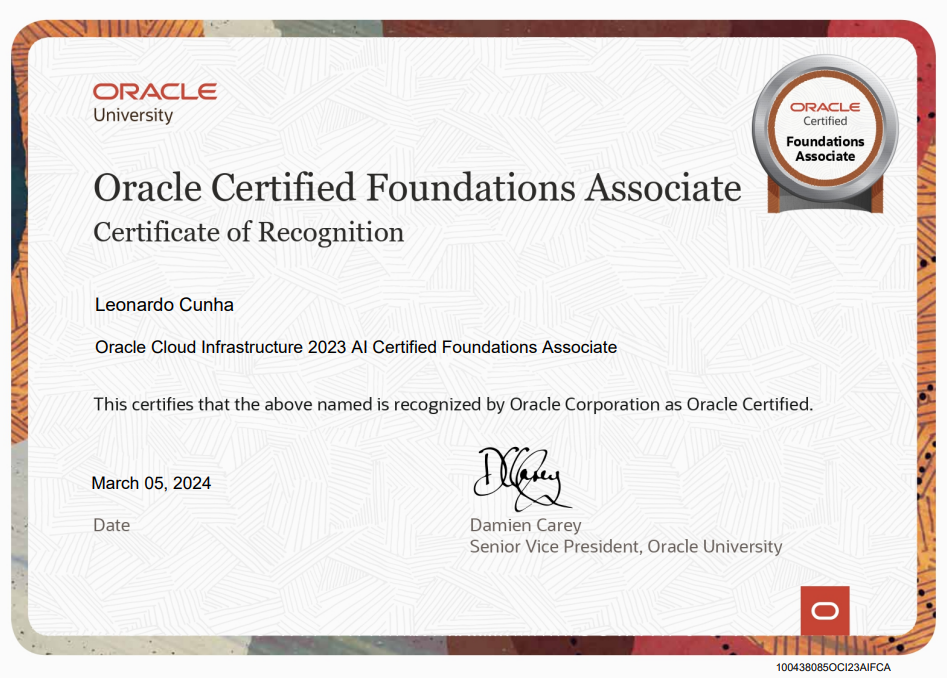 ORACLE
University
ORACLE
Certified
Foundations
Associate
Oracle Certified Foundations Associate
Certificate of Recognition
Leonardo Cunha
Oracle Cloud Infrastructure 2023 AI Certified Foundations Associate
This certifies that the above named is recognized by Oracle Corporation as Oracle Certified.
DCarey
March 05, 2024
Date
Damien Carey
Senior Vice President, Oracle University
100438085OCI23AIFCA